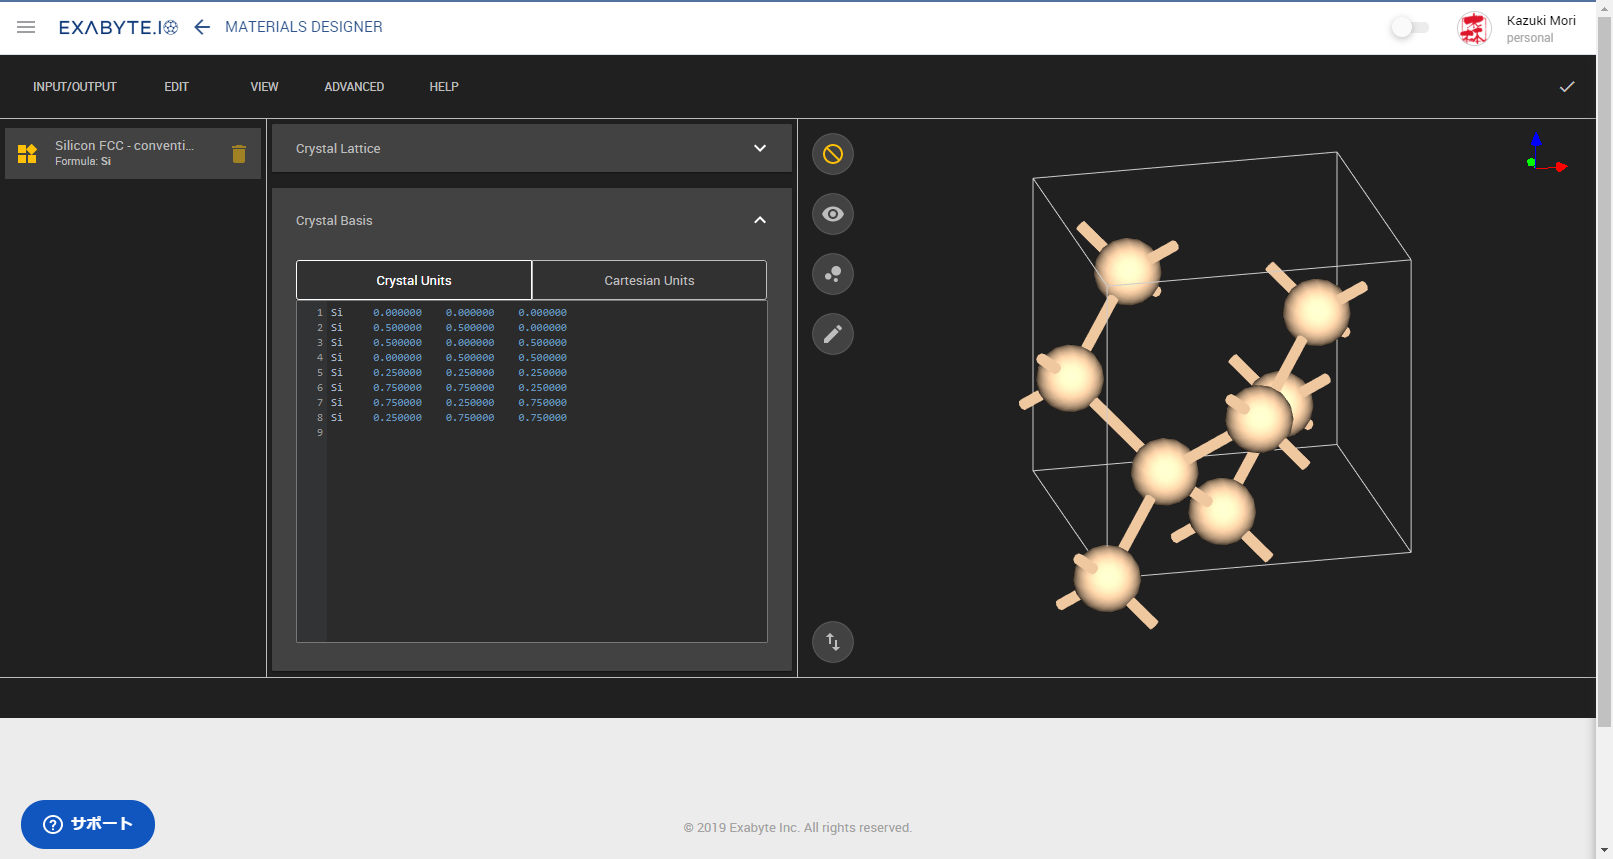 EXABYTE.IO
MATERIALS DESIGNER
Kazuki Mori
personal
INPUT/OUTPUT EDIT VIEW ADVANCED HELP
Silicon FCC - conventi...
Formula: Si
Crystal Lattice
Crystal Basis
Crystal Units Cartesian Units
1 Si 0.000000 0.000000 0.000000
2 Si 0.500000 0.500000 0.000000
3 Si 0.500000 0.000000 0.500000
4 Si 0.000000 0.500000 0.500000
5 Si 0.250000 0.250000 0.250000
6 Si 0.750000 0.750000 0.250000
7 Si 0.750000 0.250000 0.750000
8 Si 0.250000 0.750000 0.750000
9
サポート
© 2019 Exabyte Inc. All rights reserved.